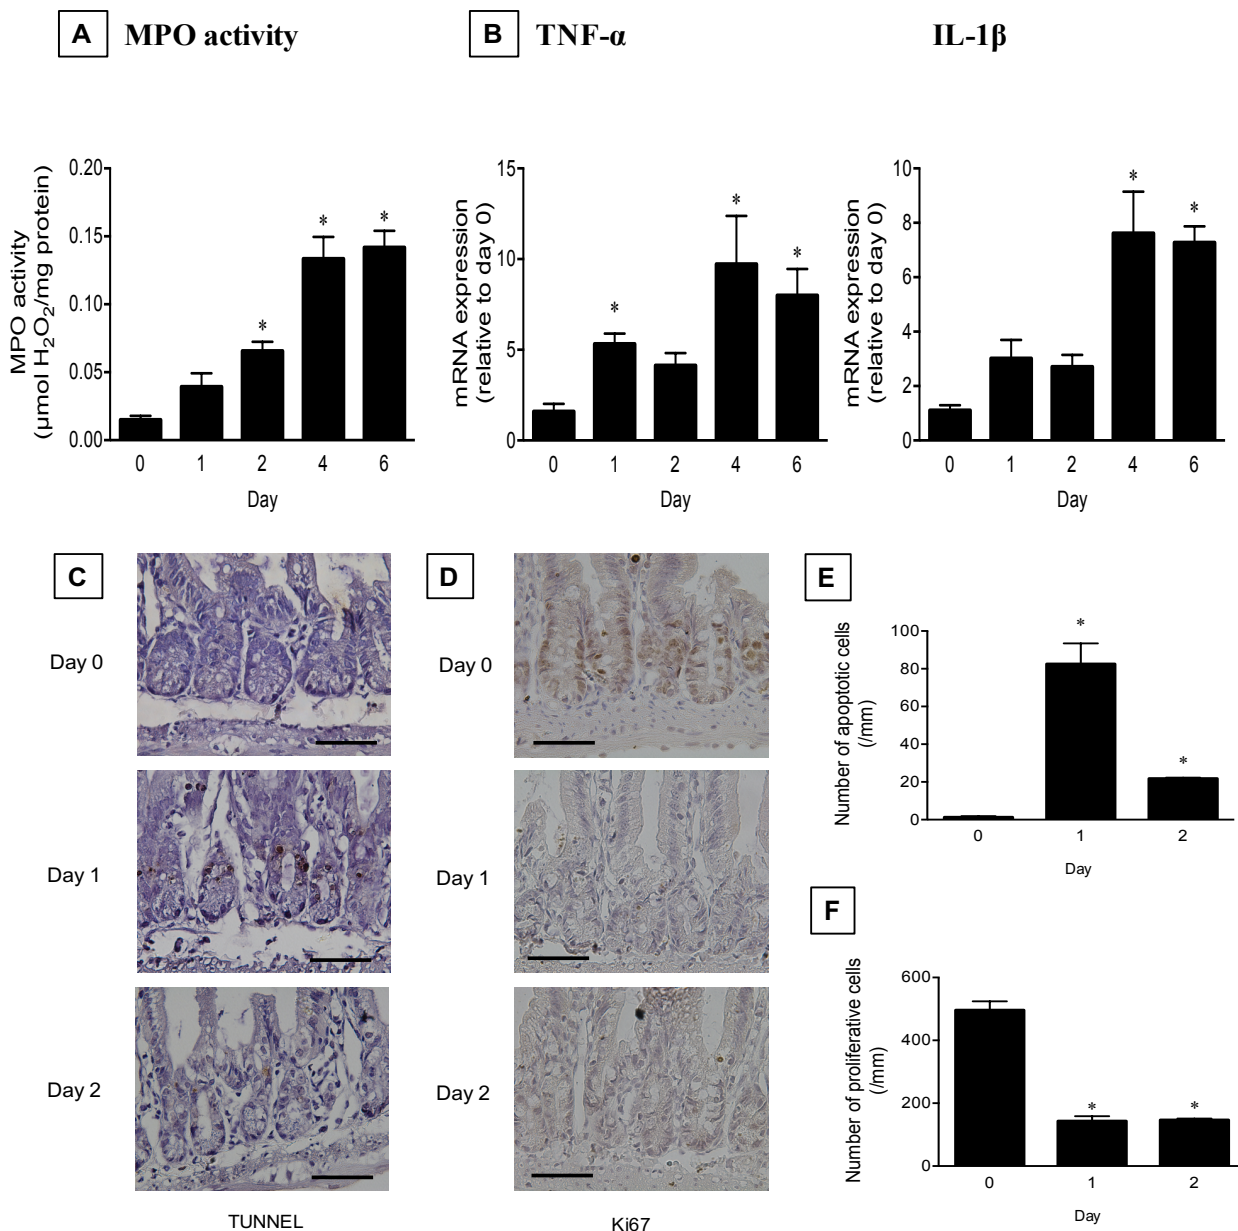 A MPO activity
B TNF-α
IL-1β
MPO activity
(μmol H2O2/mg protein)
0.20
0.15
0.10
0.05
0.00
*
*
*
0 1 2 4 6
Day
mRNA expression
(relative to day 0)
15
10
5
0
*
*
*
0 1 2 4 6
Day
mRNA expression
(relative to day 0)
10
8
6
4
2
0
*
*
0 1 2 4 6
Day
C
Day 0
Day 1
Day 2
TUNNEL
D
Day 0
Day 1
Day 2
Ki67
E
Number of apoptotic cells
(/mm)
100
80
60
40
20
0
*
*
0 1 2
Day
F
Number of proliferative cells
(/mm)
600
400
200
0
*
*
0 1 2
Day